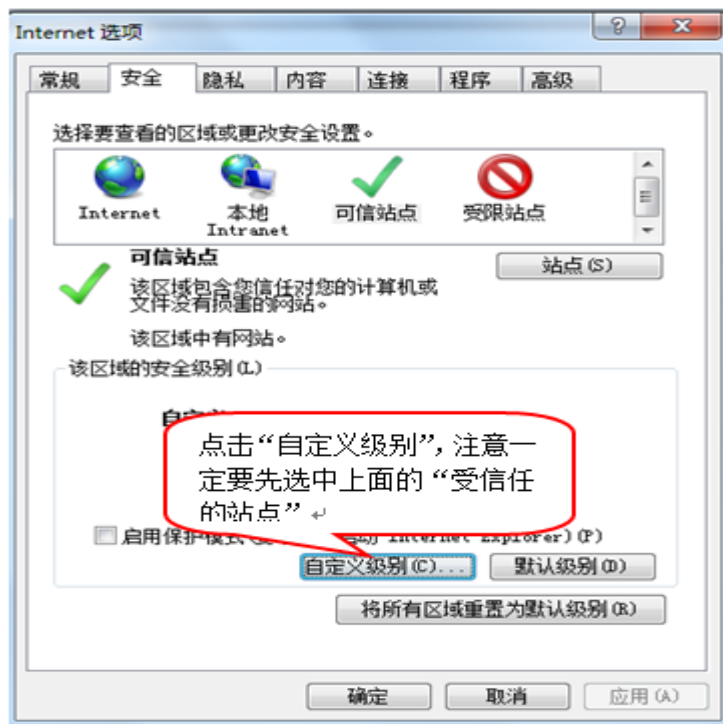 Internet 选项
常规 安全 隐私 内容 连接 程序 高级
选择要查看的区域或更改安全设置。
Internet 本地 可信站点 受限站点
Intranet
可信站点
站点(S)
该区域包含您信任对您的计算机或
文件没有损害的网站。
该区域中有网站。
该区域的安全级别(L)
点击“自定义级别”，注意一
定要先选中上面的“受信任
的站点”
启用保护模式 Internet Explorer)(P)
自定义级别(C)... 默认级别(D)
将所有区域重置为默认级别(R)
确定 取消 应用(A)